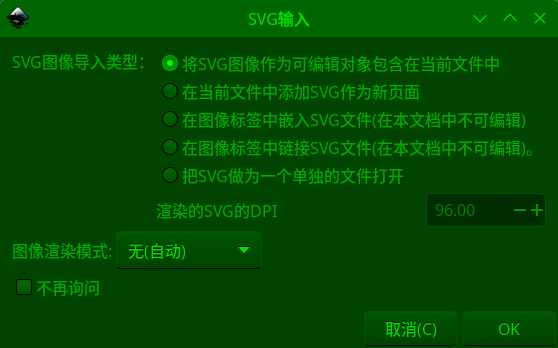 SVG输入
SVG图像导入类型：
将SVG图像作为可编辑对象包含在当前文件中
在当前文件中添加SVG作为新页面
在图像标签中嵌入SVG文件(在本文档中不可编辑)
在图像标签中链接SVG文件(在本文档中不可编辑)。
把SVG做为一个单独的文件打开
渲染的SVG的DPI 96.00
图像渲染模式: 无(自动)
不再询问
取消(C) OK